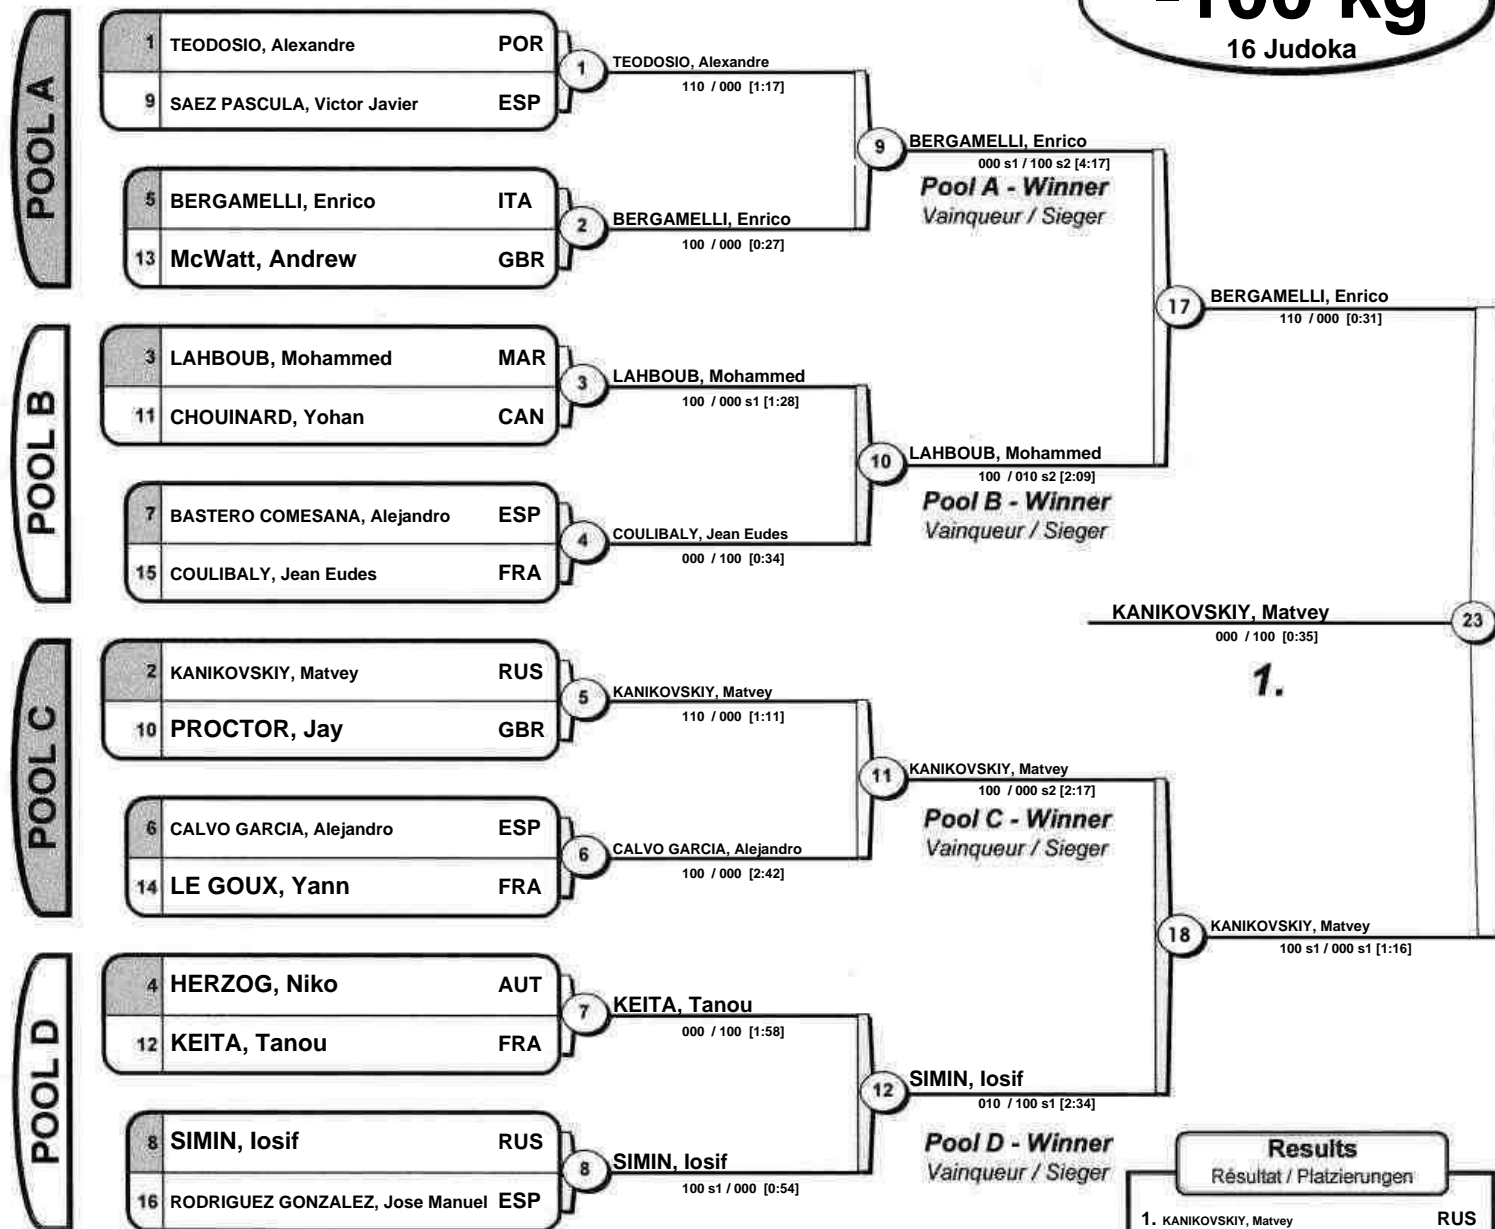 -100 kg
16 Judoka
POOL A
1 TEODOSIO, Alexandre POR
9 SAEZ PASCULA, Victor Javier ESP
1
TEODOSIO, Alexandre
110 / 000 [1:17]
5 BERGAMELLI, Enrico ITA
13 McWatt, Andrew GBR
2
BERGAMELLI, Enrico
100 / 000 [0:27]
9
BERGAMELLI, Enrico
000 s1 / 100 s2 [4:17]
Pool A - Winner
Vainqueur / Sieger
POOL B
3 LAHBOUB, Mohammed MAR
11 CHOUINARD, Yohan CAN
3
LAHBOUB, Mohammed
100 / 000 s1 [1:28]
7 BASTERO COMESANA, Alejandro ESP
15 COULIBALY, Jean Eudes FRA
4
COULIBALY, Jean Eudes
000 / 100 [0:34]
10
LAHBOUB, Mohammed
100 / 010 s2 [2:09]
Pool B - Winner
Vainqueur / Sieger
17
BERGAMELLI, Enrico
110 / 000 [0:31]
KANIKOVSKIY, Matvey
000 / 100 [0:35]
1.
23
POOL C
2 KANIKOVSKIY, Matvey RUS
10 PROCTOR, Jay GBR
5
KANIKOVSKIY, Matvey
110 / 000 [1:11]
6 CALVO GARCIA, Alejandro ESP
14 LE GOUX, Yann FRA
6
CALVO GARCIA, Alejandro
100 / 000 [2:42]
11
KANIKOVSKIY, Matvey
100 / 000 s2 [2:17]
Pool C - Winner
Vainqueur / Sieger
18
KANIKOVSKIY, Matvey
100 s1 / 000 s1 [1:16]
POOL D
4 HERZOG, Niko AUT
12 KEITA, Tanou FRA
7
KEITA, Tanou
000 / 100 [1:58]
8 SIMIN, Iosif RUS
16 RODRIGUEZ GONZALEZ, Jose Manuel ESP
8
SIMIN, Iosif
100 s1 / 000 [0:54]
12
SIMIN, Iosif
010 / 100 s1 [2:34]
Pool D - Winner
Vainqueur / Sieger
Results
Résultat / Platzierungen
1. KANIKOVSKIY, Matvey RUS